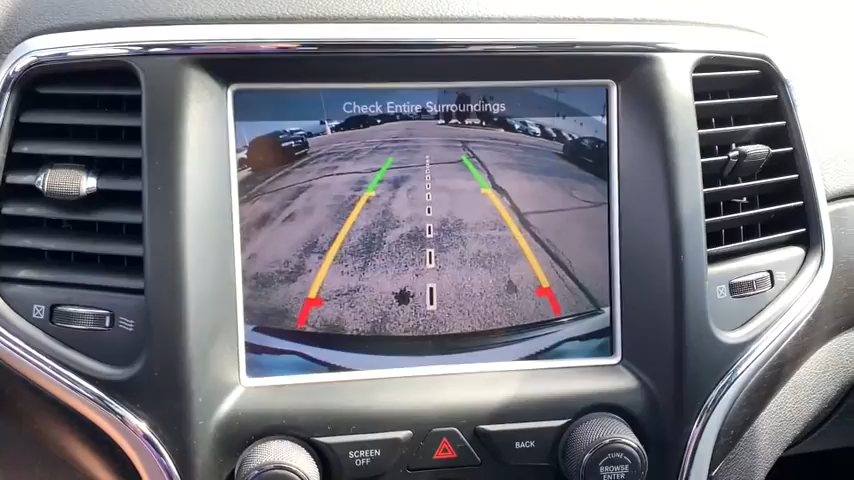 Check Entire Surroundings
SCREEN
OFF
BACK
TUNE
BROWSE
ENTER